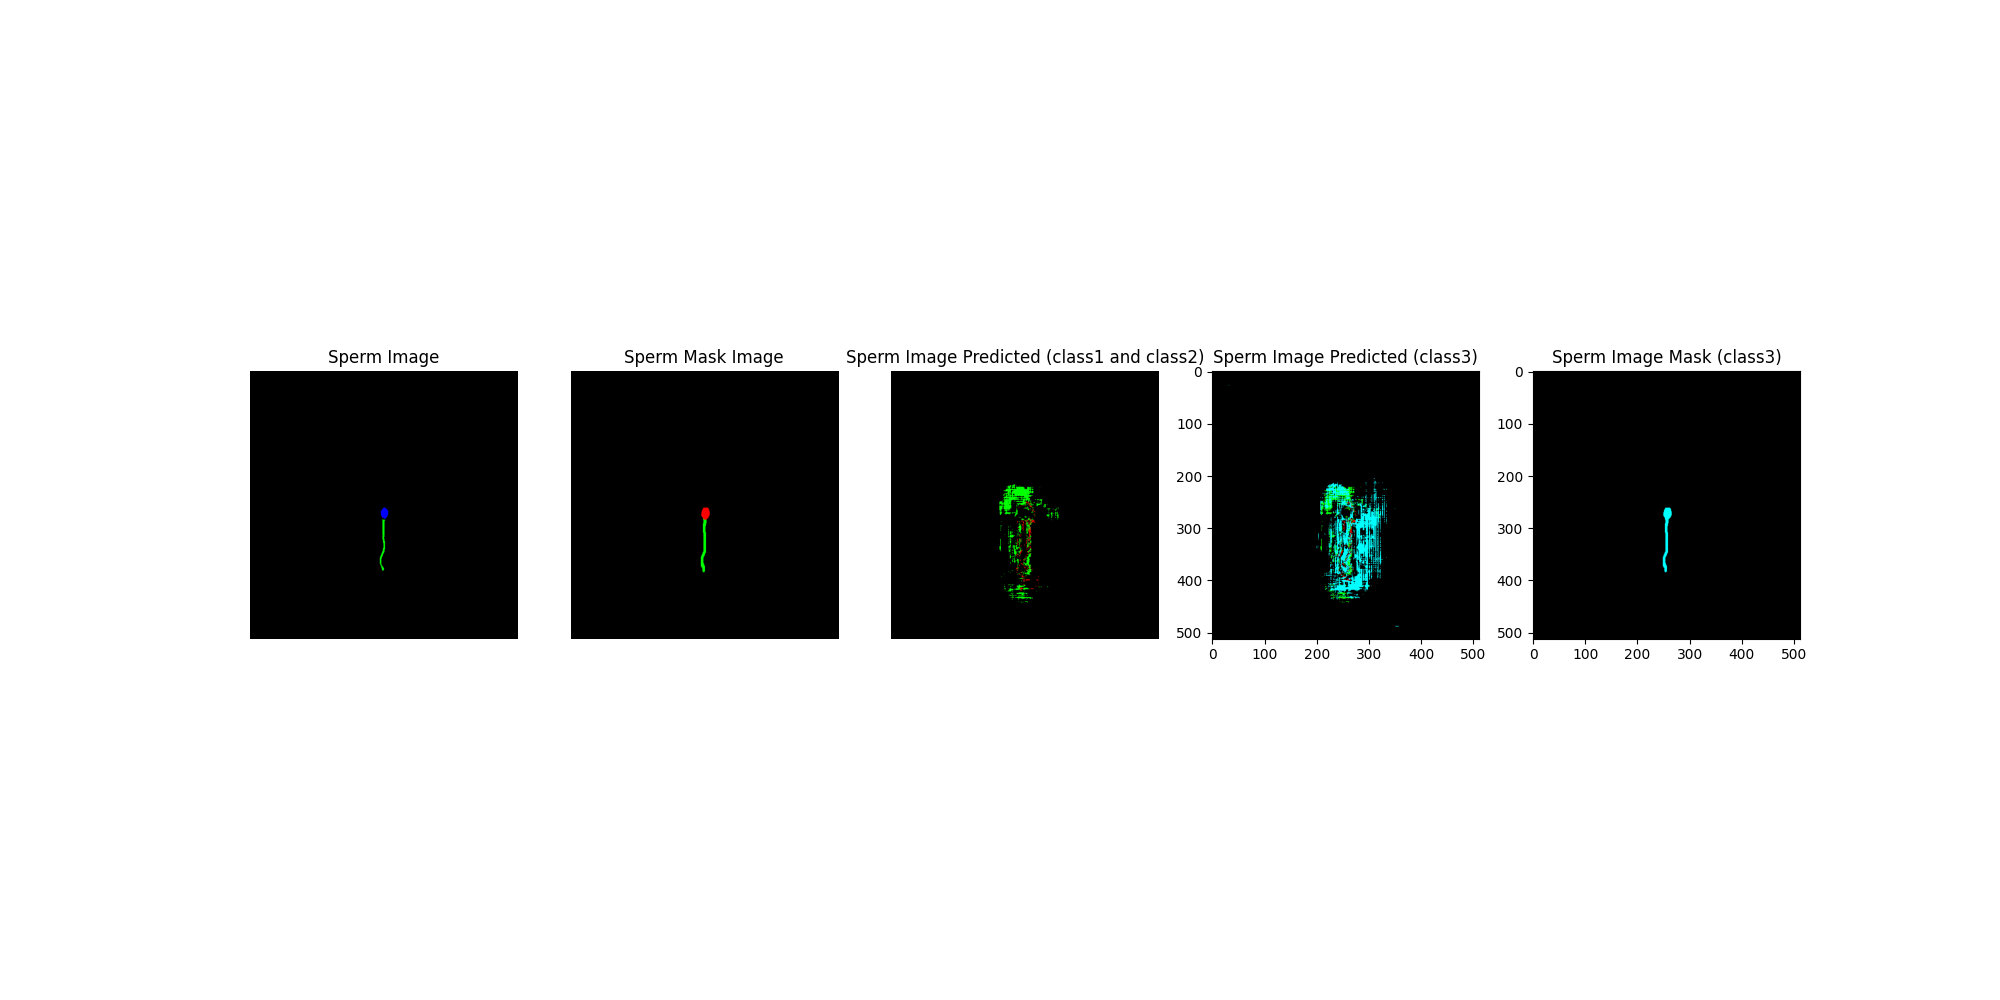 Sperm Image
Sperm Mask Image
Sperm Image Predicted (class1 and class2)
Sperm Image Predicted (class3)
0
100
200
300
400
500
0 100 200 300 400 500
Sperm Image Mask (class3)
0
100
200
300
400
500
0 100 200 300 400 500